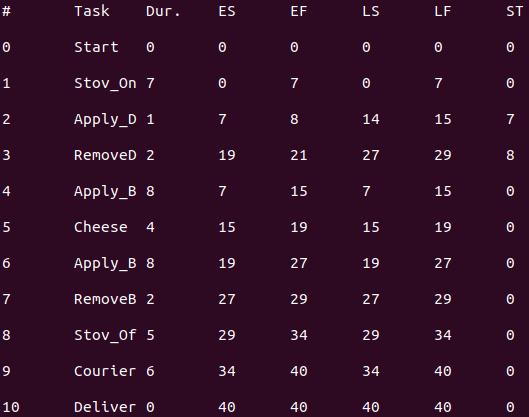 # Task Dur. ES EF LS LF ST
0 Start 0 0 0 0 0 0
1 Stov_On 7 0 7 0 7 0
2 Apply_D 1 7 8 14 15 7
3 RemoveD 2 19 21 27 29 8
4 Apply_B 8 7 15 7 15 0
5 Cheese 4 15 19 15 19 0
6 Apply_B 8 19 27 19 27 0
7 RemoveB 2 27 29 27 29 0
8 Stov_Of 5 29 34 29 34 0
9 Courier 6 34 40 34 40 0
10 Deliver 0 40 40 40 40 0